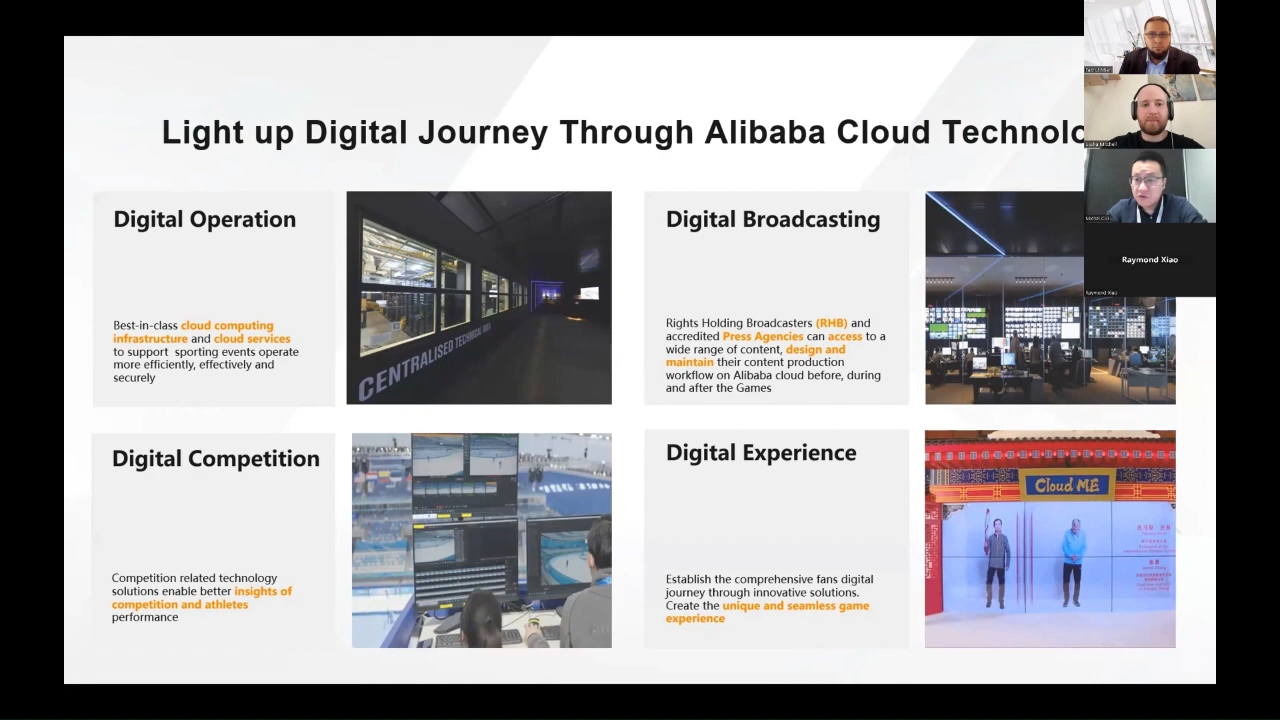 Light up Digital Journey Through Alibaba Cloud Technolo
Digital Operation
Best-in-class cloud computing
infrastructure and cloud services
to support sporting events operate
more efficiently, effectively and
securely
CENTRALISED TECHNICAL AREA
Digital Broadcasting
Rights Holding Broadcasters (RHB) and
accredited Press Agencies can access to a
wide range of content, design and
maintain their content production
workflow on Alibaba cloud before, during
and after the Games
Digital Competition
Competition related technology
solutions enable better insights of
competition and athletes
performance
Digital Experience
Establish the comprehensive fans digital
journey through innovative solutions.
Create the unique and seamless game
experience
Cloud ME
Raymond Xiao
Raymond Xiao